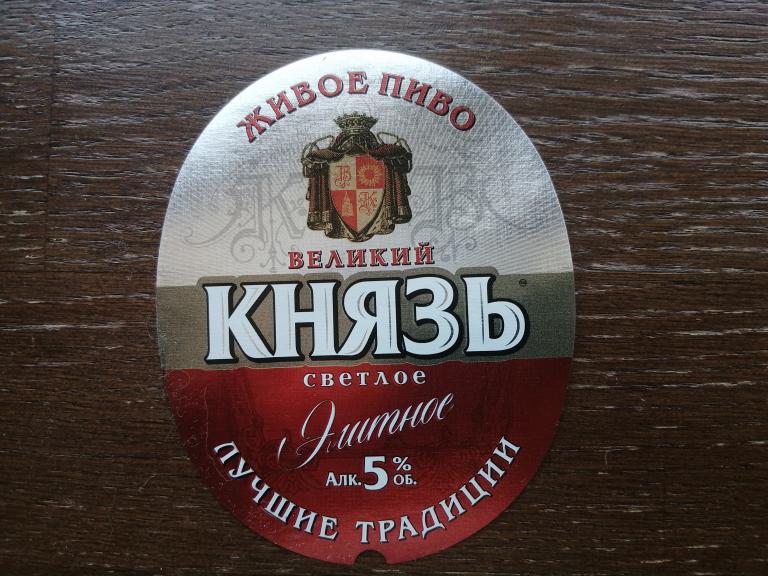 ЖИВОЕ ПИВО
В
К
ВЕЛИКИЙ
КНЯЗЬ
СВЕТЛОЕ
Элитное
Алк. 5 % ОБ.
ЛУЧШИЕ ТРАДИЦИИ